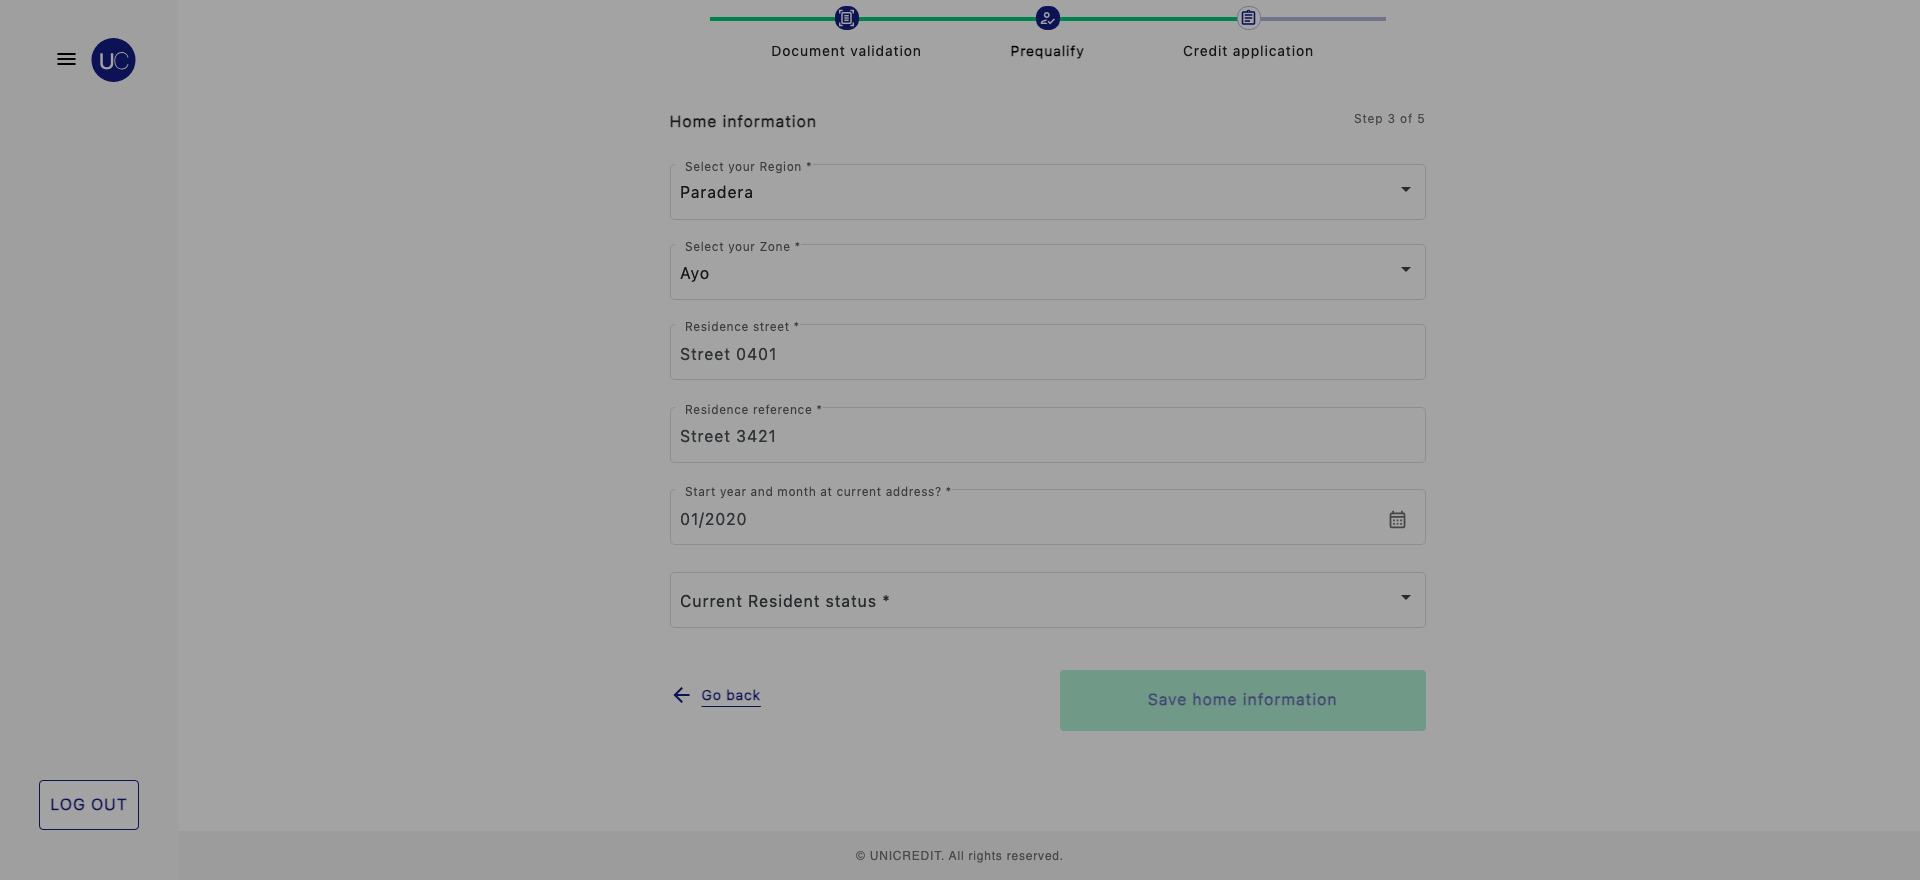 UC
Document validation
Prequalify
Credit application
Home information
Step 3 of 5
Select your Region *
Paradera
Select your Zone *
Ayo
Residence street *
Street 0401
Residence reference *
Street 3421
Start year and month at current address? *
01/2020
Current Resident status *
Go back
Save home information
LOG OUT
© UNICREDIT. All rights reserved.